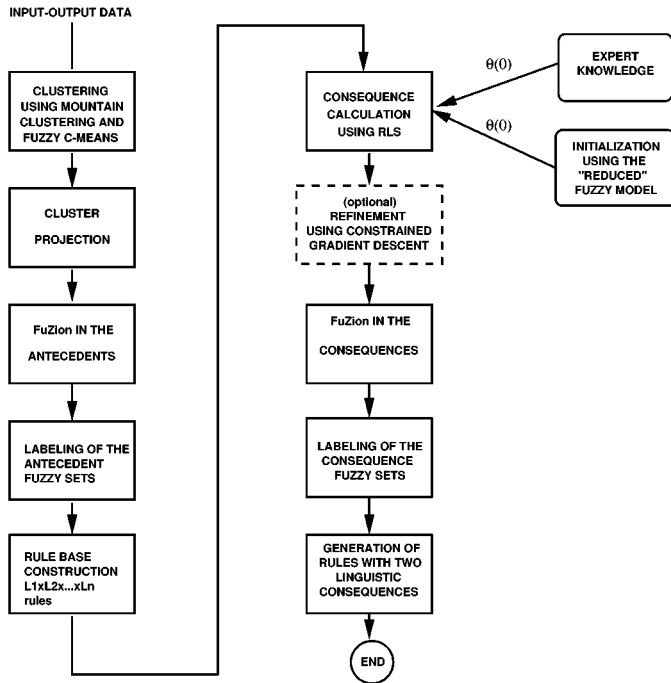 INPUT-OUTPUT DATA
CLUSTERING
USING MOUNTAIN
CLUSTERING AND
FUZZY C-MEANS
CLUSTER
PROJECTION
FuZion IN THE
ANTECEDENTS
LABELING OF THE
ANTECEDENT
FUZZY SETS
RULE BASE
CONSTRUCTION
L1xL2x...xLn
rules
CONSEQUENCE
CALCULATION
USING RLS
θ(0)
EXPERT
KNOWLEDGE
θ(0)
INITIALIZATION
USING THE
"REDUCED"
FUZZY MODEL
(optional)
REFINEMENT
USING CONSTRAINED
GRADIENT DESCENT
FuZion IN THE
CONSEQUENCES
LABELING OF THE
CONSEQUENCE
FUZZY SETS
GENERATION OF
RULES WITH TWO
LINGUISTIC
CONSEQUENCES
END